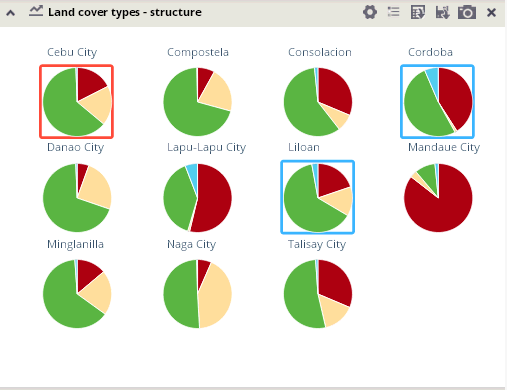 Land cover types - structure
Cebu City Compostela Consolacion Cordoba
Danao City Lapu-Lapu City Liloan Mandaue City
Minglanilla Naga City Talisay City